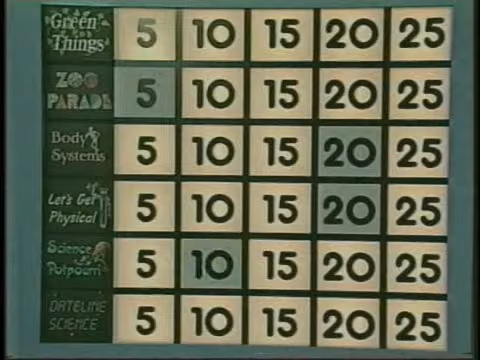 Green Things 5 10 15 20 25
ZOO PARADE 5 10 15 20 25
Body Systems 5 10 15 20 25
Let's Get Physical 5 10 15 20 25
Science Potpourri 5 10 15 20 25
DATELINE SCIENCE 5 10 15 20 25